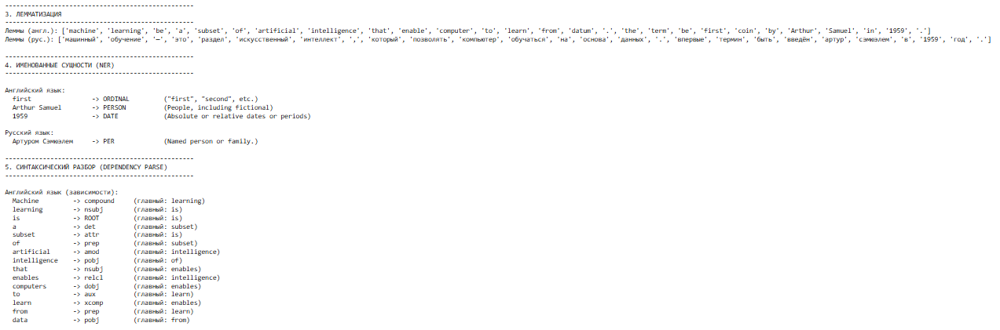 --------------------------------------------------
3. ЛЕММАТИЗАЦИЯ
--------------------------------------------------
Леммы (англ.): ['machine', 'learning', 'be', 'a', 'subset', 'of', 'artificial', 'intelligence', 'that', 'enable', 'computer', 'to', 'learn', 'from', 'datum', '.', 'the', 'term', 'be', 'first', 'coin', 'by', 'Arthur', 'Samuel', 'in', '1959', '.']
Леммы (рус.): ['машинный', 'обучение', '—', 'это', 'раздел', 'искусственный', 'интеллект', ',', 'который', 'позволять', 'компьютер', 'обучаться', 'на', 'основа', 'данных', '.', 'впервые', 'термин', 'быть', 'введён', 'артур', 'сэмюэлем', 'в', '1959', 'год', '.']
--------------------------------------------------
4. ИМЕНОВАННЫЕ СУЩНОСТИ (NER)
--------------------------------------------------
Английский язык:
first -> ORDINAL ("first", "second", etc.)
Arthur Samuel -> PERSON (People, including fictional)
1959 -> DATE (Absolute or relative dates or periods)
Русский язык:
Артуром Сэмюэлем -> PER (Named person or family.)
--------------------------------------------------
5. СИНТАКСИЧЕСКИЙ РАЗБОР (DEPENDENCY PARSE)
--------------------------------------------------
Английский язык (зависимости):
Machine -> compound (главный: learning)
learning -> nsubj (главный: is)
is -> ROOT (главный: is)
a -> det (главный: subset)
subset -> attr (главный: is)
of -> prep (главный: subset)
artificial -> amod (главный: intelligence)
intelligence -> pobj (главный: of)
that -> nsubj (главный: enables)
enables -> relcl (главный: intelligence)
computers -> dobj (главный: enables)
to -> aux (главный: learn)
learn -> xcomp (главный: enables)
from -> prep (главный: learn)
data -> pobj (главный: from)